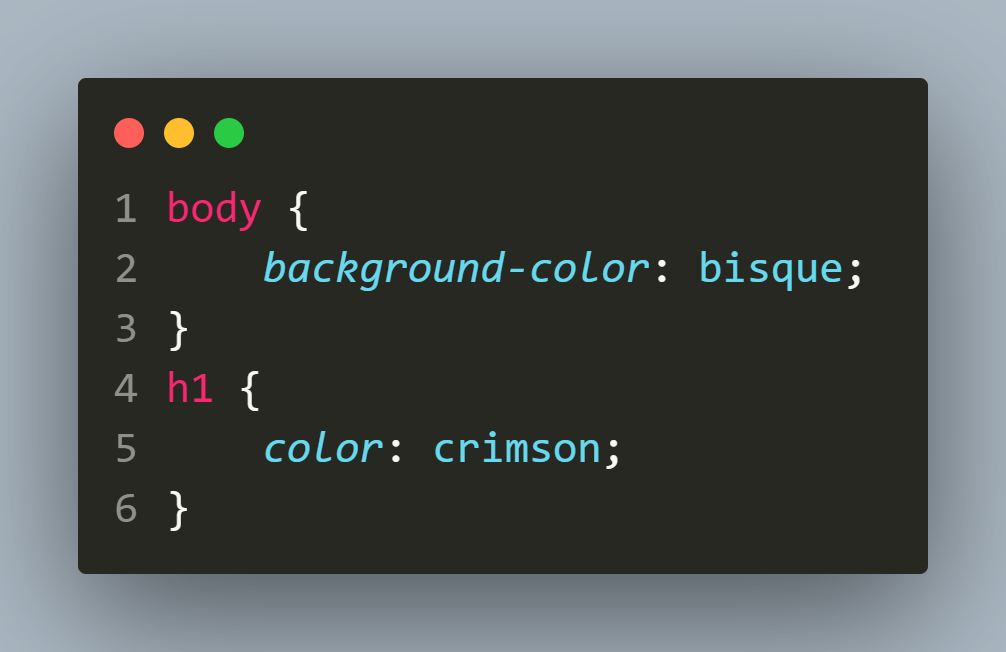 1 body {
2     background-color: bisque;
3 }
4 h1 {
5     color: crimson;
6 }